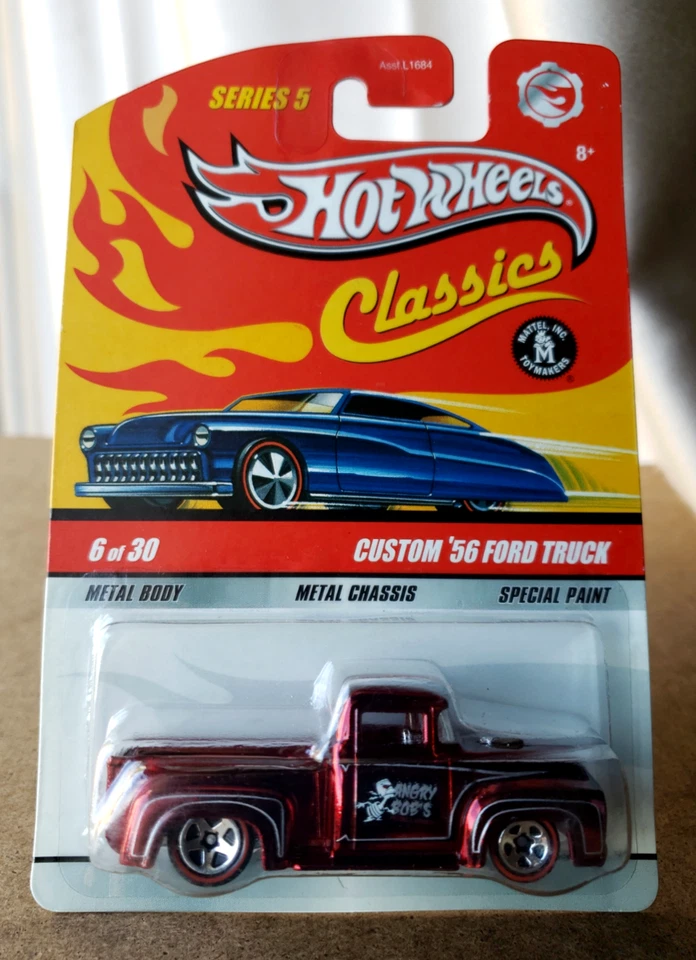 Asst. L1684
SERIES 5
8+
Hot Wheels®
Classics
MATTEL, INC.
M
TOYMAKERS
®
6 of 30
CUSTOM '56 FORD TRUCK
METAL BODY
METAL CHASSIS
SPECIAL PAINT
ANGRY
BOB'S